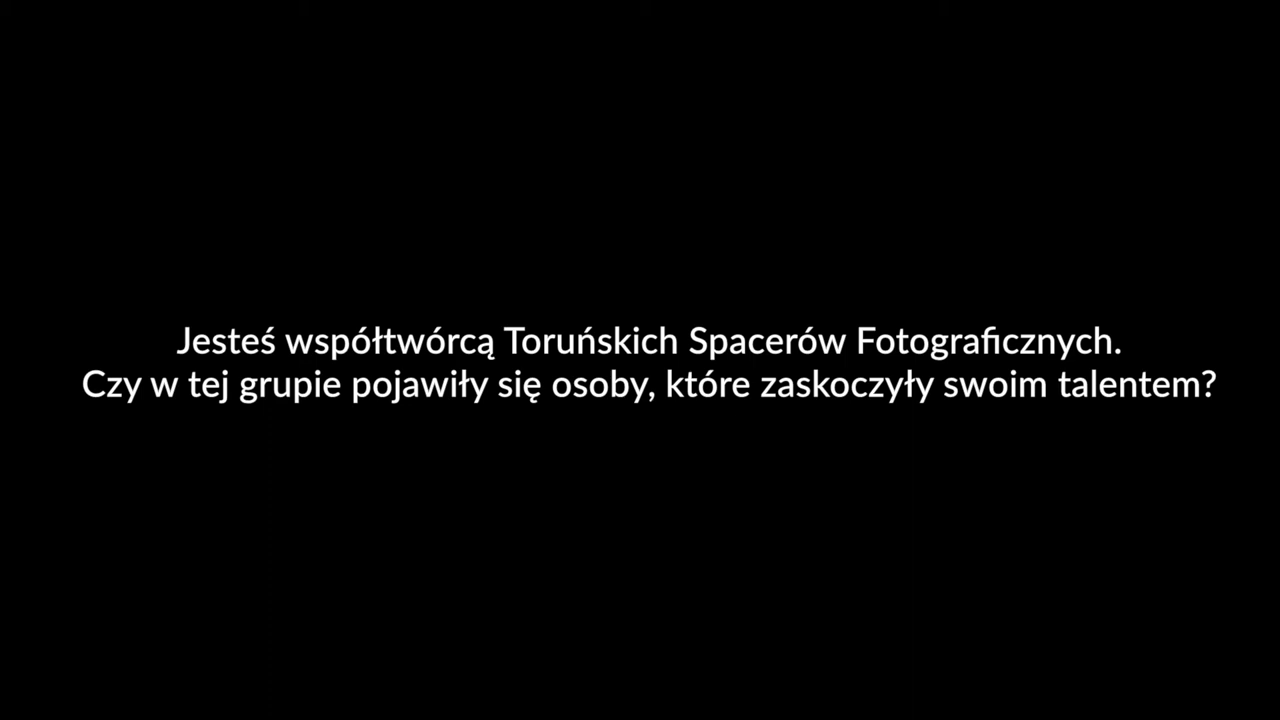 Jesteś współtwórcą Toruńskich Spacerów Fotograficznych.
Czy w tej grupie pojawiły się osoby, które zaskoczyły swoim talentem?